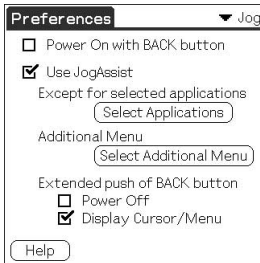 Preferences
Jog
Power On with BACK button
Use JogAssist
Except for selected applications
Select Applications
Additional Menu
Select Additional Menu
Extended push of BACK button
Power Off
Display Cursor/Menu
Help